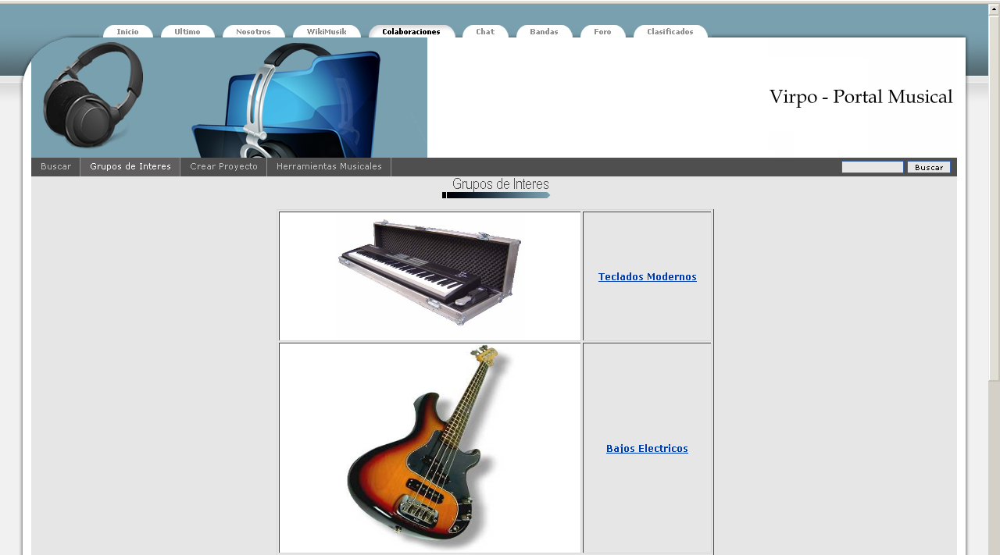 Inicio Ultimo Nosotros WikiMusik Colaboraciones Chat Bandas Foro Clasificados
Virpo - Portal Musical
Buscar Grupos de Interes Crear Proyecto Herramientas Musicales Buscar
Grupos de Interes
Teclados Modernos
Bajos Electricos